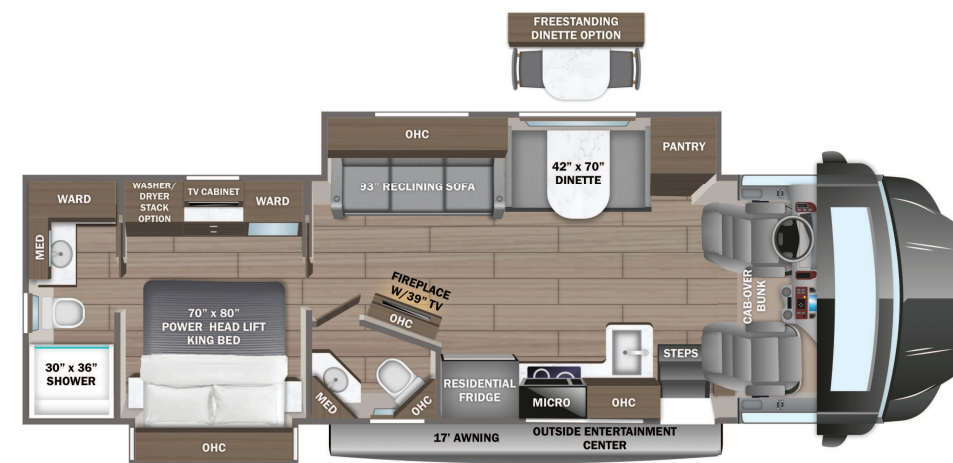 FREESTANDING
DINETTE OPTION
OHC
PANTRY
42” x 70”
DINETTE
93” RECLINING SOFA
WARD
WASHER/
DRYER
STACK
OPTION
TV CABINET
WARD
MED
FIREPLACE
W/39” TV
OHC
CAB-OVER
BUNK
70” x 80”
POWER HEAD LIFT
KING BED
30” x 36”
SHOWER
STEPS
RESIDENTIAL
FRIDGE
MED
OHC
MICRO
OHC
OHC
17’ AWNING
OUTSIDE ENTERTAINMENT
CENTER